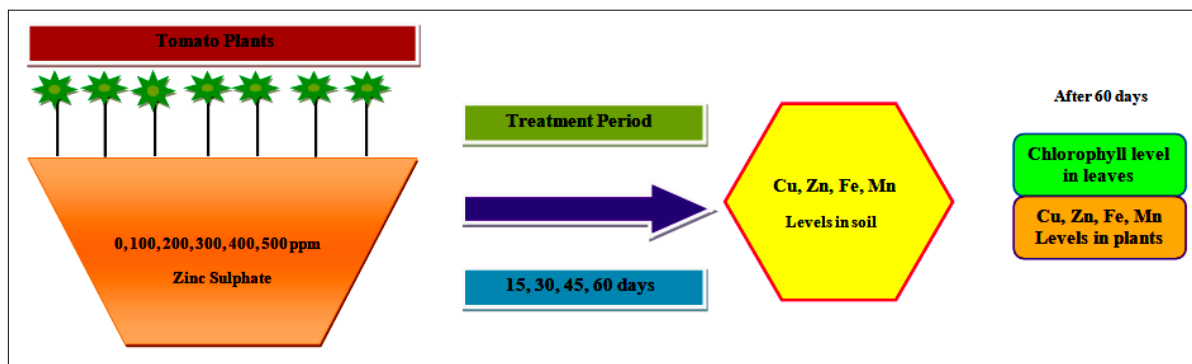 Tomato Plants
0,100,200,300,400,500 ppm
Zinc Sulphate
Treatment Period
15, 30, 45, 60 days
Cu, Zn, Fe, Mn
Levels in soil
After 60 days
Chlorophyll level
in leaves
Cu, Zn, Fe, Mn
Levels in plants